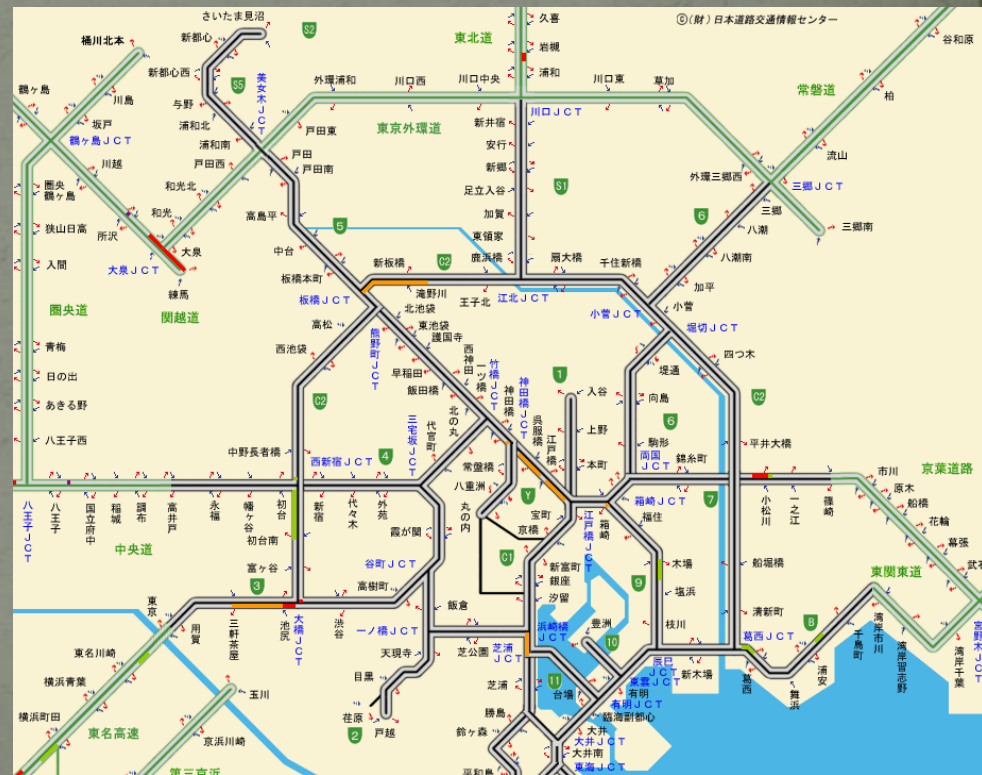 さいたま見沼
久喜
©(財)日本道路交通情報センター
桶川北本
新都心
S2
東北道
岩槻
谷和原
新都心西
浦和
鶴ヶ島
川島
S5
美女木JCT
外環浦和
川口西
川口中央
川口東
草加
常磐道
柏
与野
坂戸
浦和北
川口JCT
鶴ヶ島JCT
浦和南
戸田東
東京外環道
新井宿
安行
川越
戸田西
戸田
戸田南
新郷
流山
外環三郷西
三郷JCT
圏央鶴ヶ島
和光北
足立入谷
S1
狭山日高
和光
高島平
加賀
6
三郷
三郷南
所沢
5
東領家
八潮
入間
大泉
中台
新板橋
C2
鹿浜橋
扇大橋
千住新橋
八潮南
大泉JCT
板橋本町
練馬
板橋JCT
滝野川
王子北
江北JCT
加平
圏央道
関越道
高松
熊野町JCT
北池袋
小菅JCT
小菅
堀切JCT
東池袋
護国寺
青梅
西池袋
西神田
一ツ橋
竹橋JCT
神田橋
神田橋JCT
四つ木
早稲田
1
堤通
日の出
飯田橋
入谷
向島
C2
あきる野
C2
三宅坂JCT
代官町
北の丸
呉服橋
江戸橋
上野
6
八王子西
中野長者橋
西新宿JCT
4
常盤橋
本町
駒形
両国JCT
錦糸町
平井大橋
八重洲
市川
京葉道路
原木
八王子JCT
八王子
国立府中
稲城
調布
高井戸
永福
幡ヶ谷
初台
新宿
代々木
外苑
丸の内
Y
宝町
江戸橋JCT
箱崎
箱崎JCT
福住
7
小松川
一之江
篠崎
船橋
花輪
初台南
霞が関
京橋
幕張
中央道
富ヶ谷
谷町JCT
C1
新富町
9
木場
船堀橋
東関東道
3
高樹町
銀座
塩浜
東京
用賀
三軒茶屋
池尻
大橋JCT
渋谷
飯倉
汐留
清新町
8
一ノ橋JCT
浜崎橋JCT
豊洲
枝川
葛西JCT
千鳥町
湾岸市川
東名川崎
天現寺
芝公園
芝浦JCT
10
辰巳JCT
新木場
葛西
舞浜
浦安
湾岸習志野
湾岸千葉
横浜青葉
目黒
玉川
芝浦
11
台場
東雲JCT
有明
有明JCT
横浜町田
荏原
戸越
勝島
臨海副都心
東名高速
京浜川崎
2
鈴ヶ森
大井
大井JCT
大井南
第三京浜
平和島
東海JCT